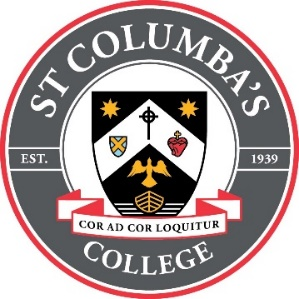 ST COLUMBA'S
EST.
1939
COR AD COR LOQUITUR
COLLEGE